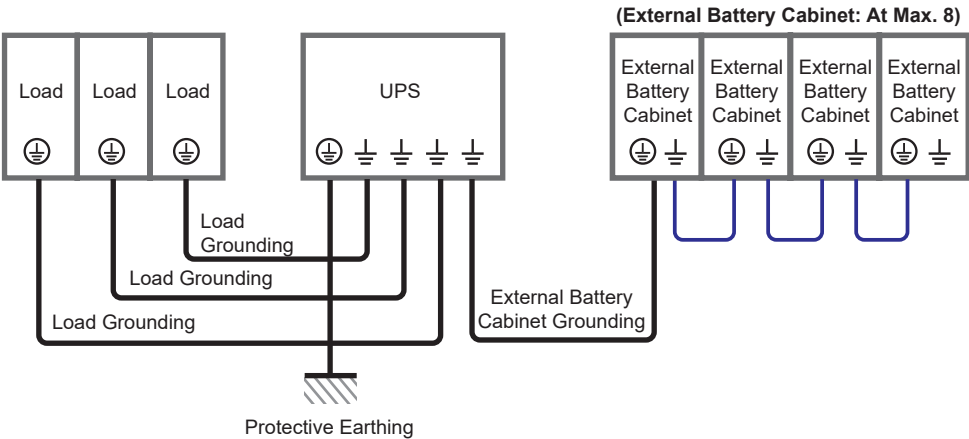 (External Battery Cabinet: At Max. 8)
Load
Load
Load
UPS
External
Battery
Cabinet
External
Battery
Cabinet
External
Battery
Cabinet
External
Battery
Cabinet
Load
Grounding
Load Grounding
Load Grounding
External Battery
Cabinet Grounding
Protective Earthing